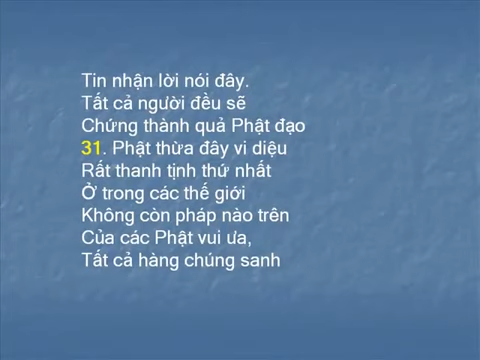 Tin nhận lời nói đây.
Tất cả người đều sẽ
Chứng thành quả Phật đạo
31. Phật thừa đây vi diệu
Rất thanh tịnh thứ nhất
Ở trong các thế giới
Không còn pháp nào trên
Của các Phật vui ưa,
Tất cả hàng chúng sanh